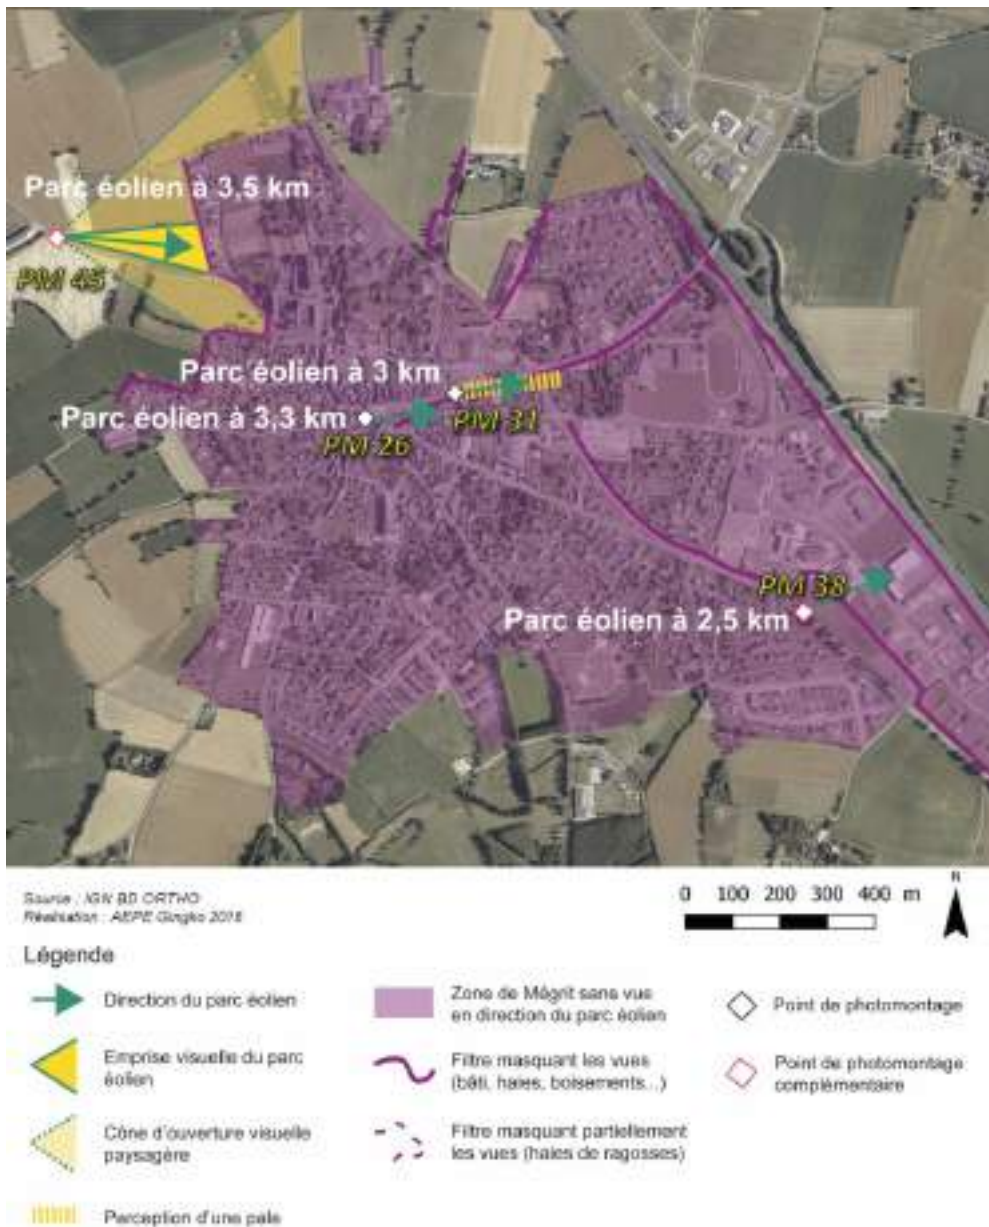 Parc éolien à 3,5 km
PM 45
Parc éolien à 3 km
PM 31
Parc éolien à 3,3 km
PM 26
PM 38
Parc éolien à 2,5 km
Source : IGN BD ORTHO
Réalisation : AEPE Gingko 2016
0 100 200 300 400 m
N
Légende
Direction du parc éolien
Emprise visuelle du parc
éolien
Cône d'ouverture visuelle
paysagère
Perception d'une pale
Zone de Mégrit sans vue
en direction du parc éolien
Filtre masquant les vues
(bâti, haies, boisements...)
Filtre masquant partiellement
les vues (haies de ragosses)
Point de photomontage
Point de photomontage
complémentaire